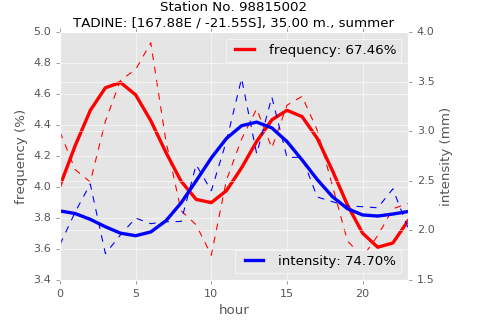 Station No. 98815002
TADINE: [167.88E / -21.55S], 35.00 m., summer
5.0
4.8
4.6
4.4
4.2
4.0
3.8
3.6
3.4
frequency (%)
frequency: 67.46%
intensity: 74.70%
4.0
3.5
3.0
2.5
2.0
1.5
intensity (mm)
0
5
10
15
20
hour